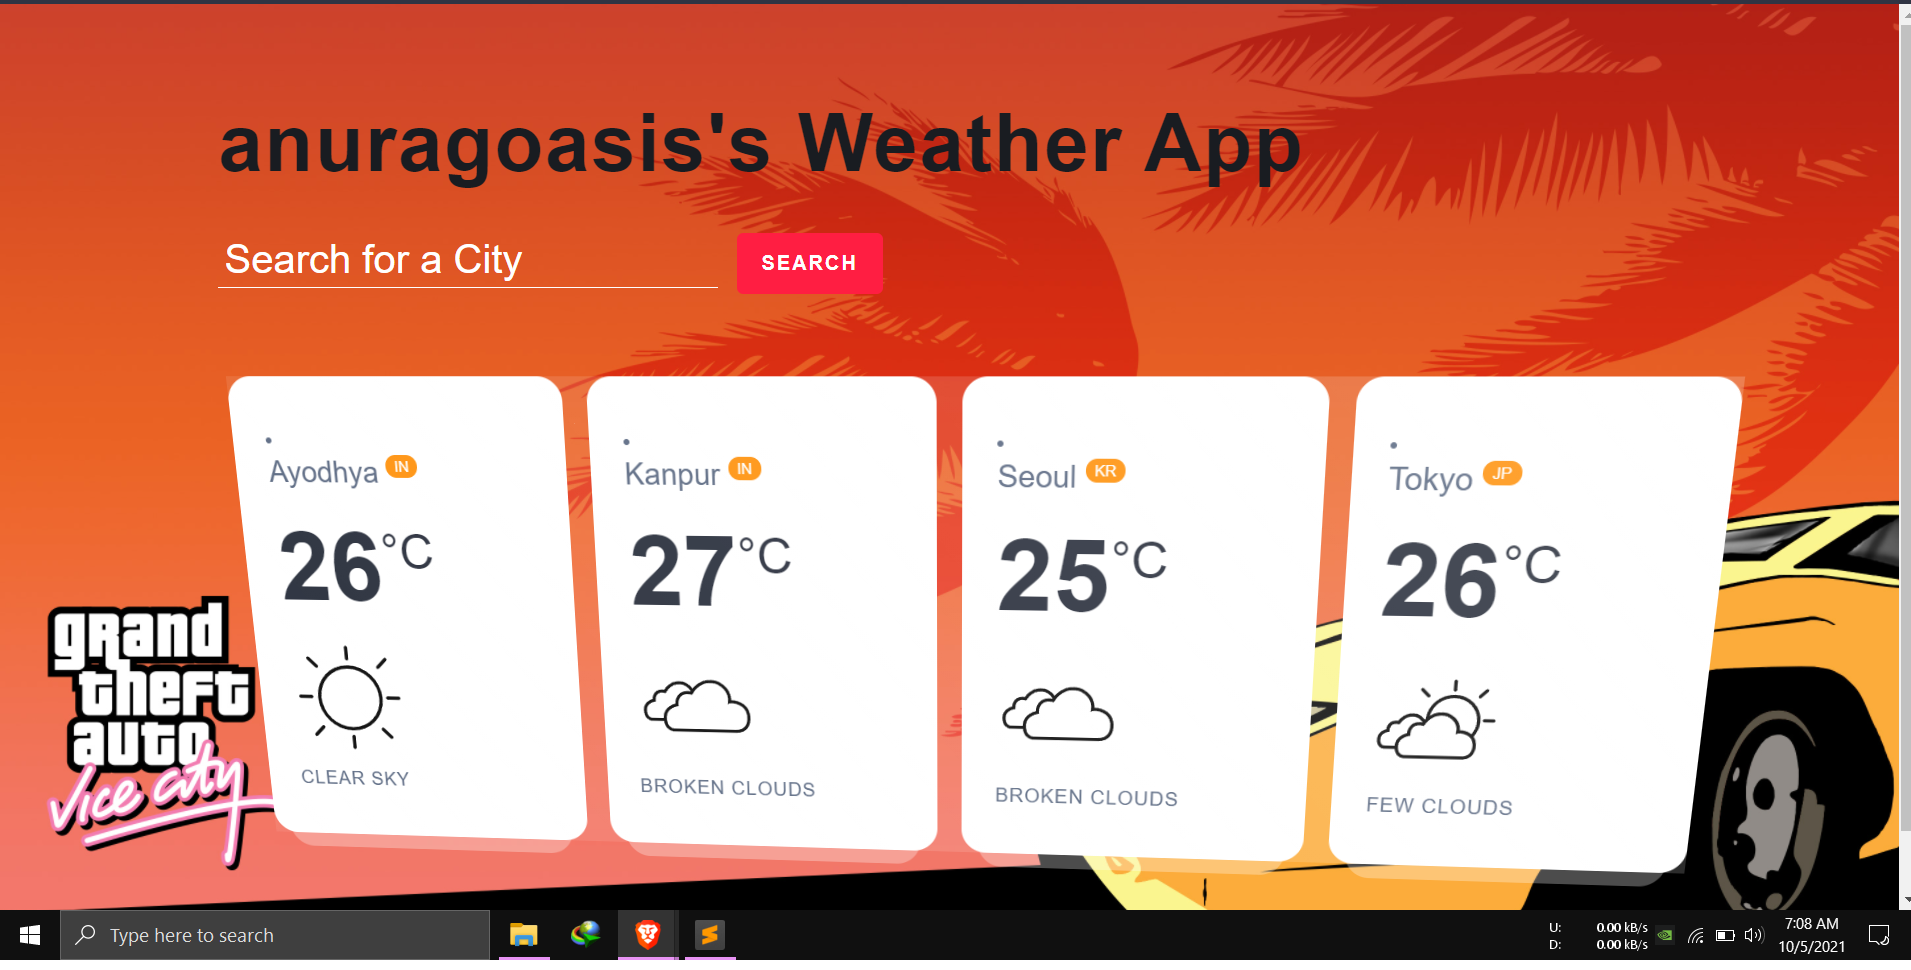 anuragoasis's Weather App
Search for a City
SEARCH
Ayodhya IN
26°C
CLEAR SKY
Kanpur IN
27°C
BROKEN CLOUDS
Seoul KR
25°C
BROKEN CLOUDS
Tokyo JP
26°C
FEW CLOUDS
grand
theft
auto
vice city
Type here to search
U: 0.00 kB/s
D: 0.00 kB/s
7:08 AM
10/5/2021